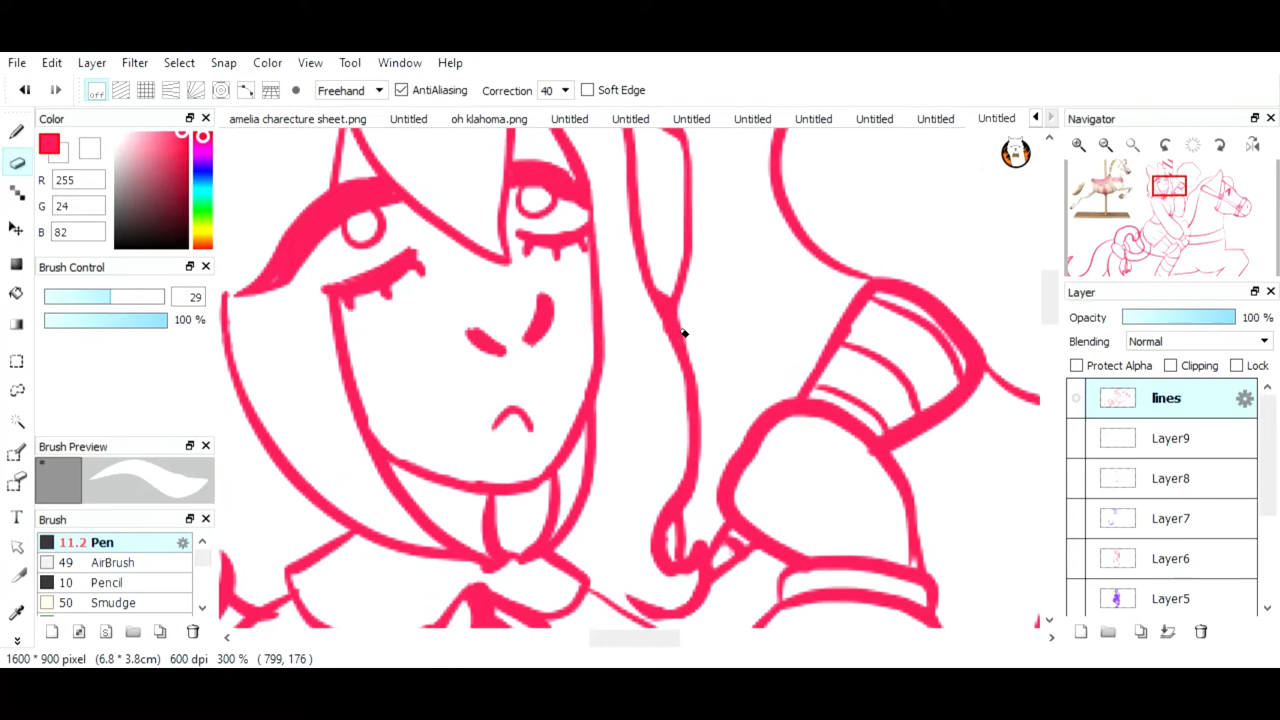 File Edit Layer Filter Select Snap Color View Tool Window Help
off Freehand AntiAliasing Correction 40 Soft Edge
Color
amelia charecture sheet.png Untitled oh klahoma.png Untitled Untitled Untitled Untitled Untitled Untitled Untitled
Navigator
R 255
G 24
B 82
Brush Control
29
100 %
Layer
Opacity 100 %
Blending Normal
Protect Alpha Clipping Lock
lines
Layer9
Layer8
Layer7
Layer6
Layer5
Brush Preview
Brush
11.2 Pen
49 AirBrush
10 Pencil
50 Smudge
1600 * 900 pixel (6.8 * 3.8cm) 600 dpi 300 % ( 799, 176 )